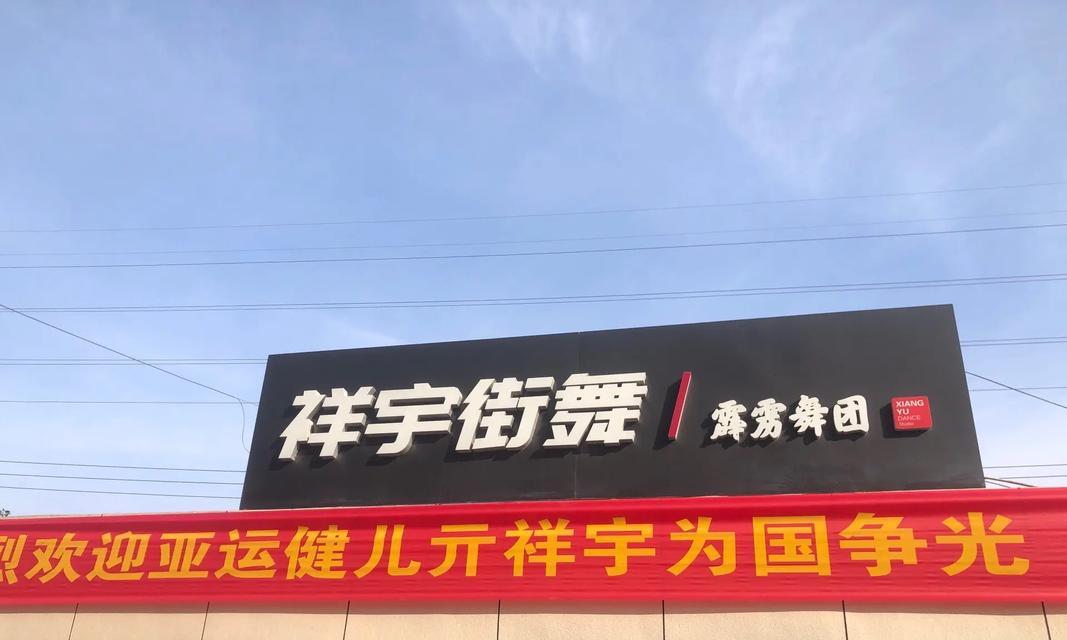 祥宇街舞 / 霹雳舞团
XIANG
YU
DANCE
Studio
烈欢迎亚运健儿亓祥宇为国争光